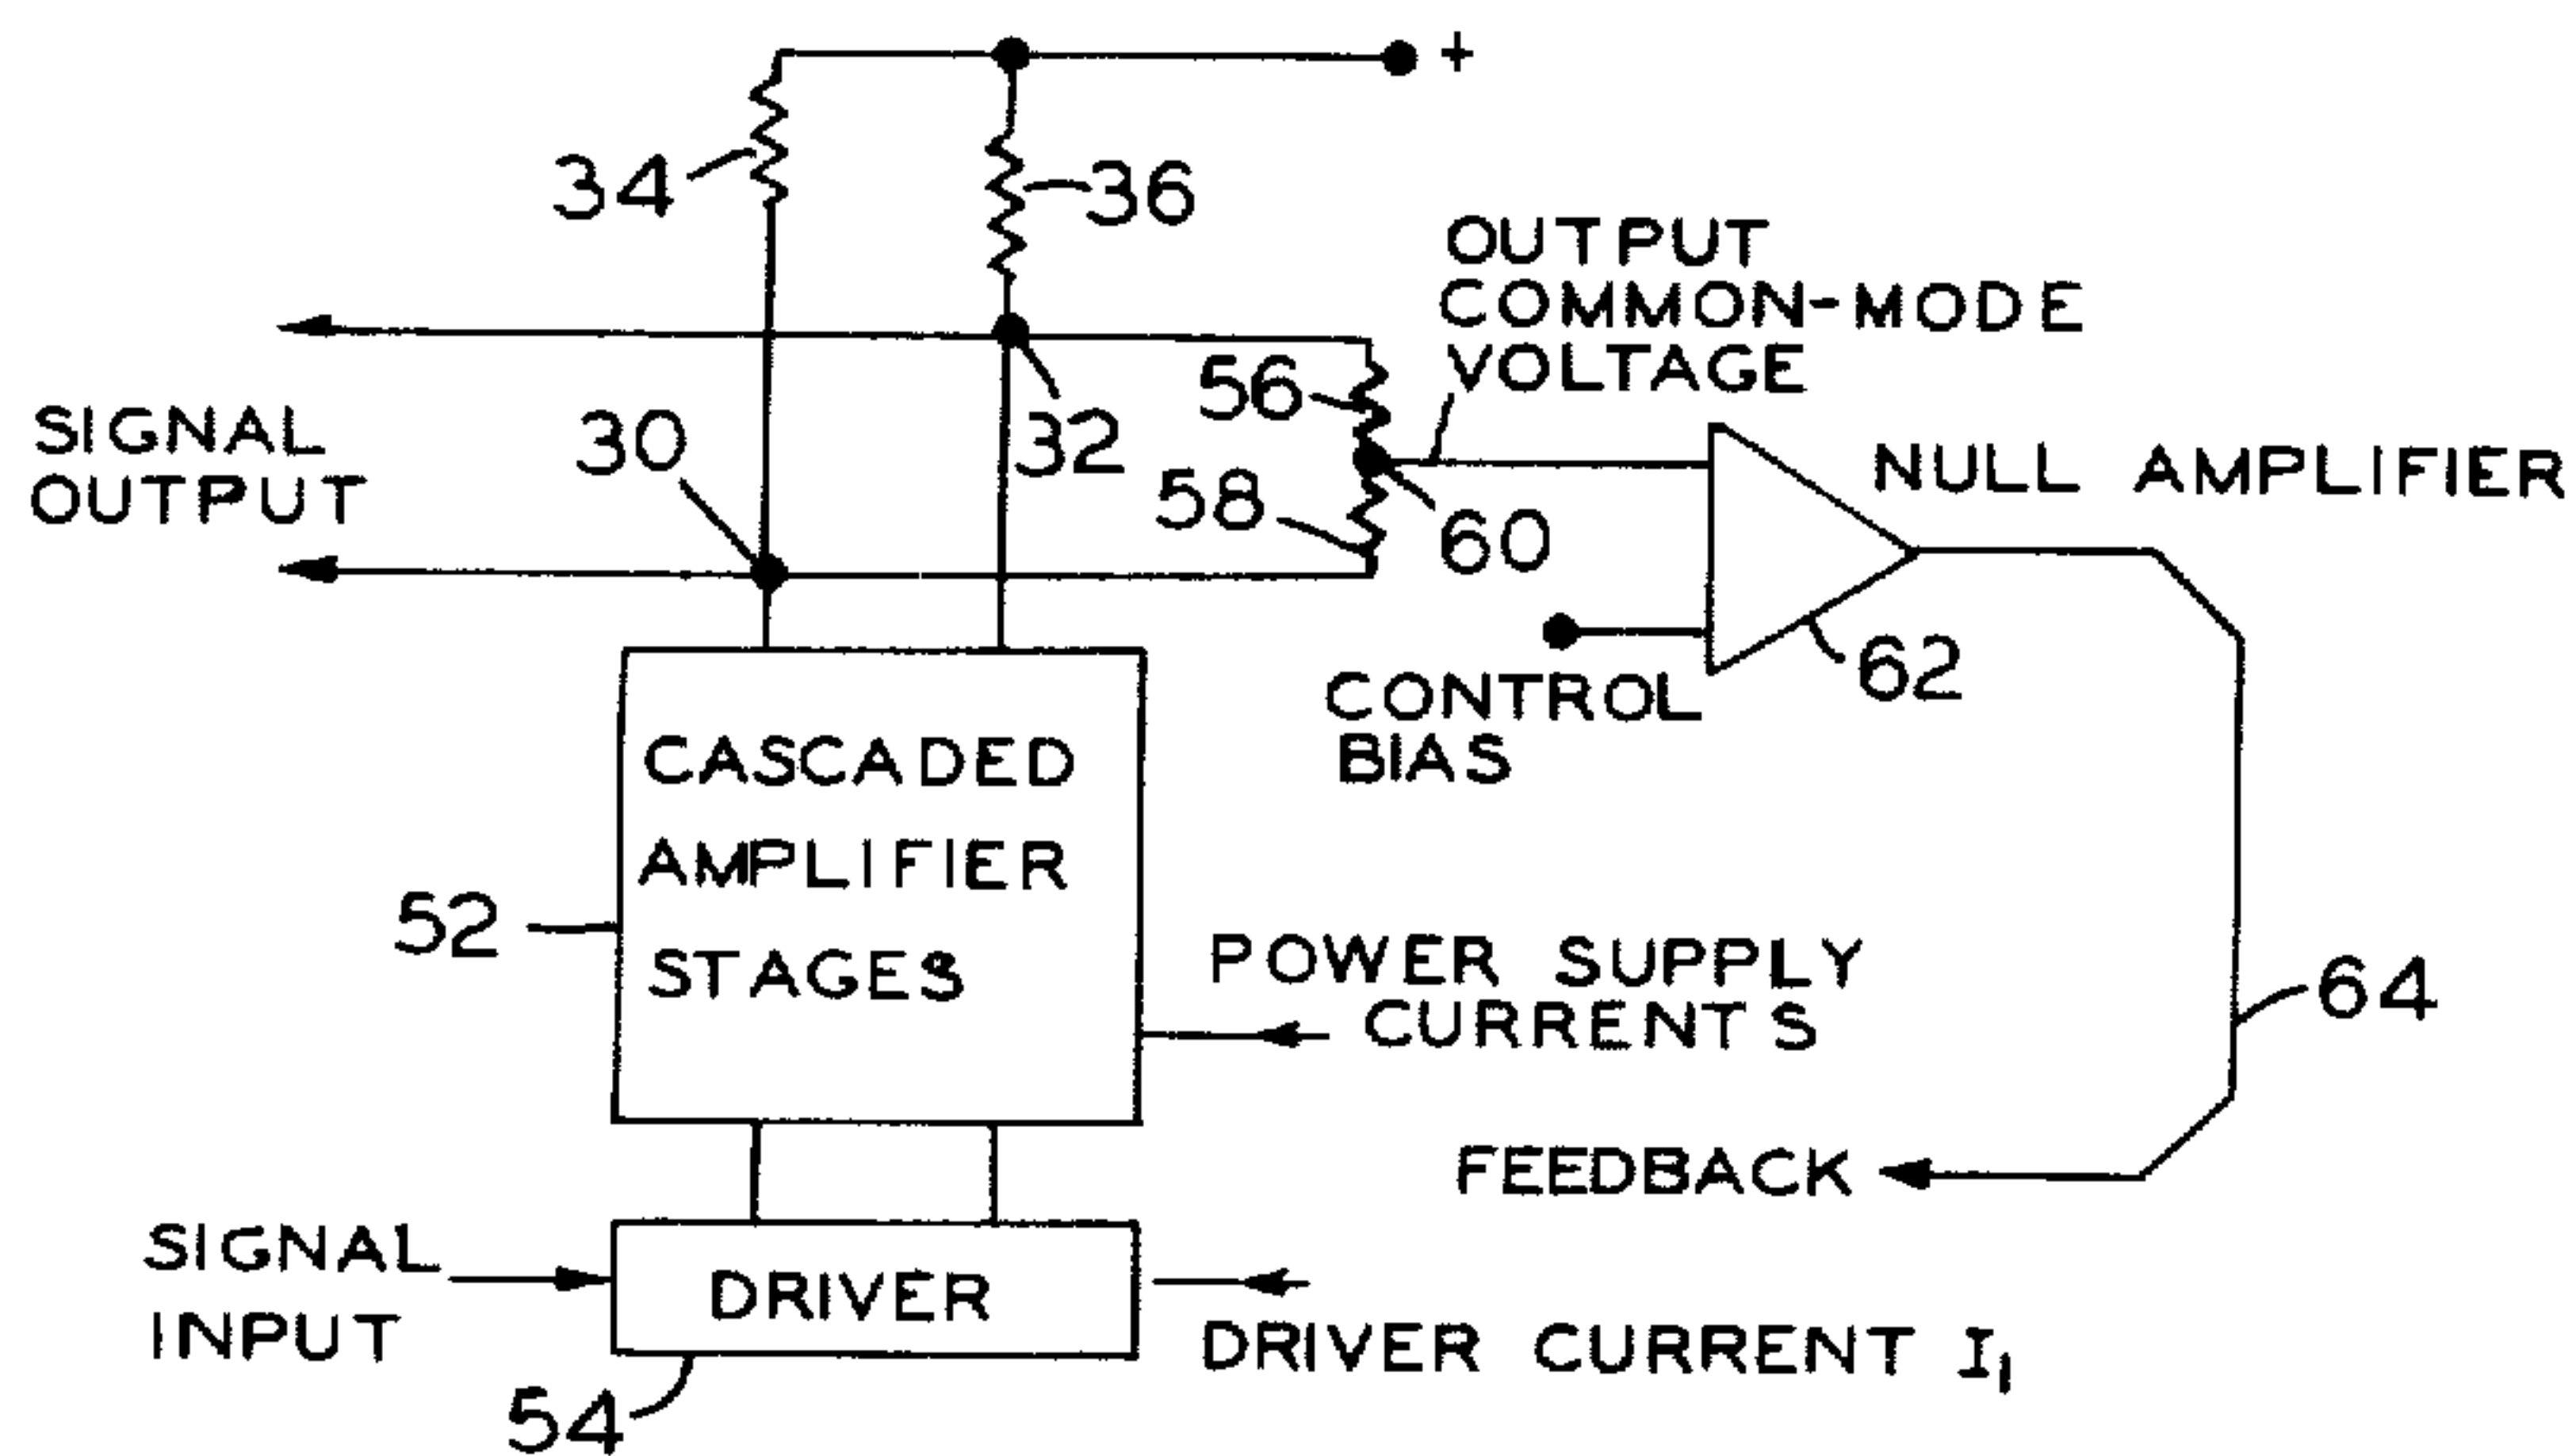 +
34
36
OUTPUT
COMMON-MODE
VOLTAGE
56
SIGNAL
OUTPUT
30
32
58
60
NULL AMPLIFIER
62
CONTROL
BIAS
CASCADED
AMPLIFIER
STAGES
52
POWER SUPPLY
CURRENTS
64
FEEDBACK
SIGNAL
INPUT
DRIVER
DRIVER CURRENT I₁
54